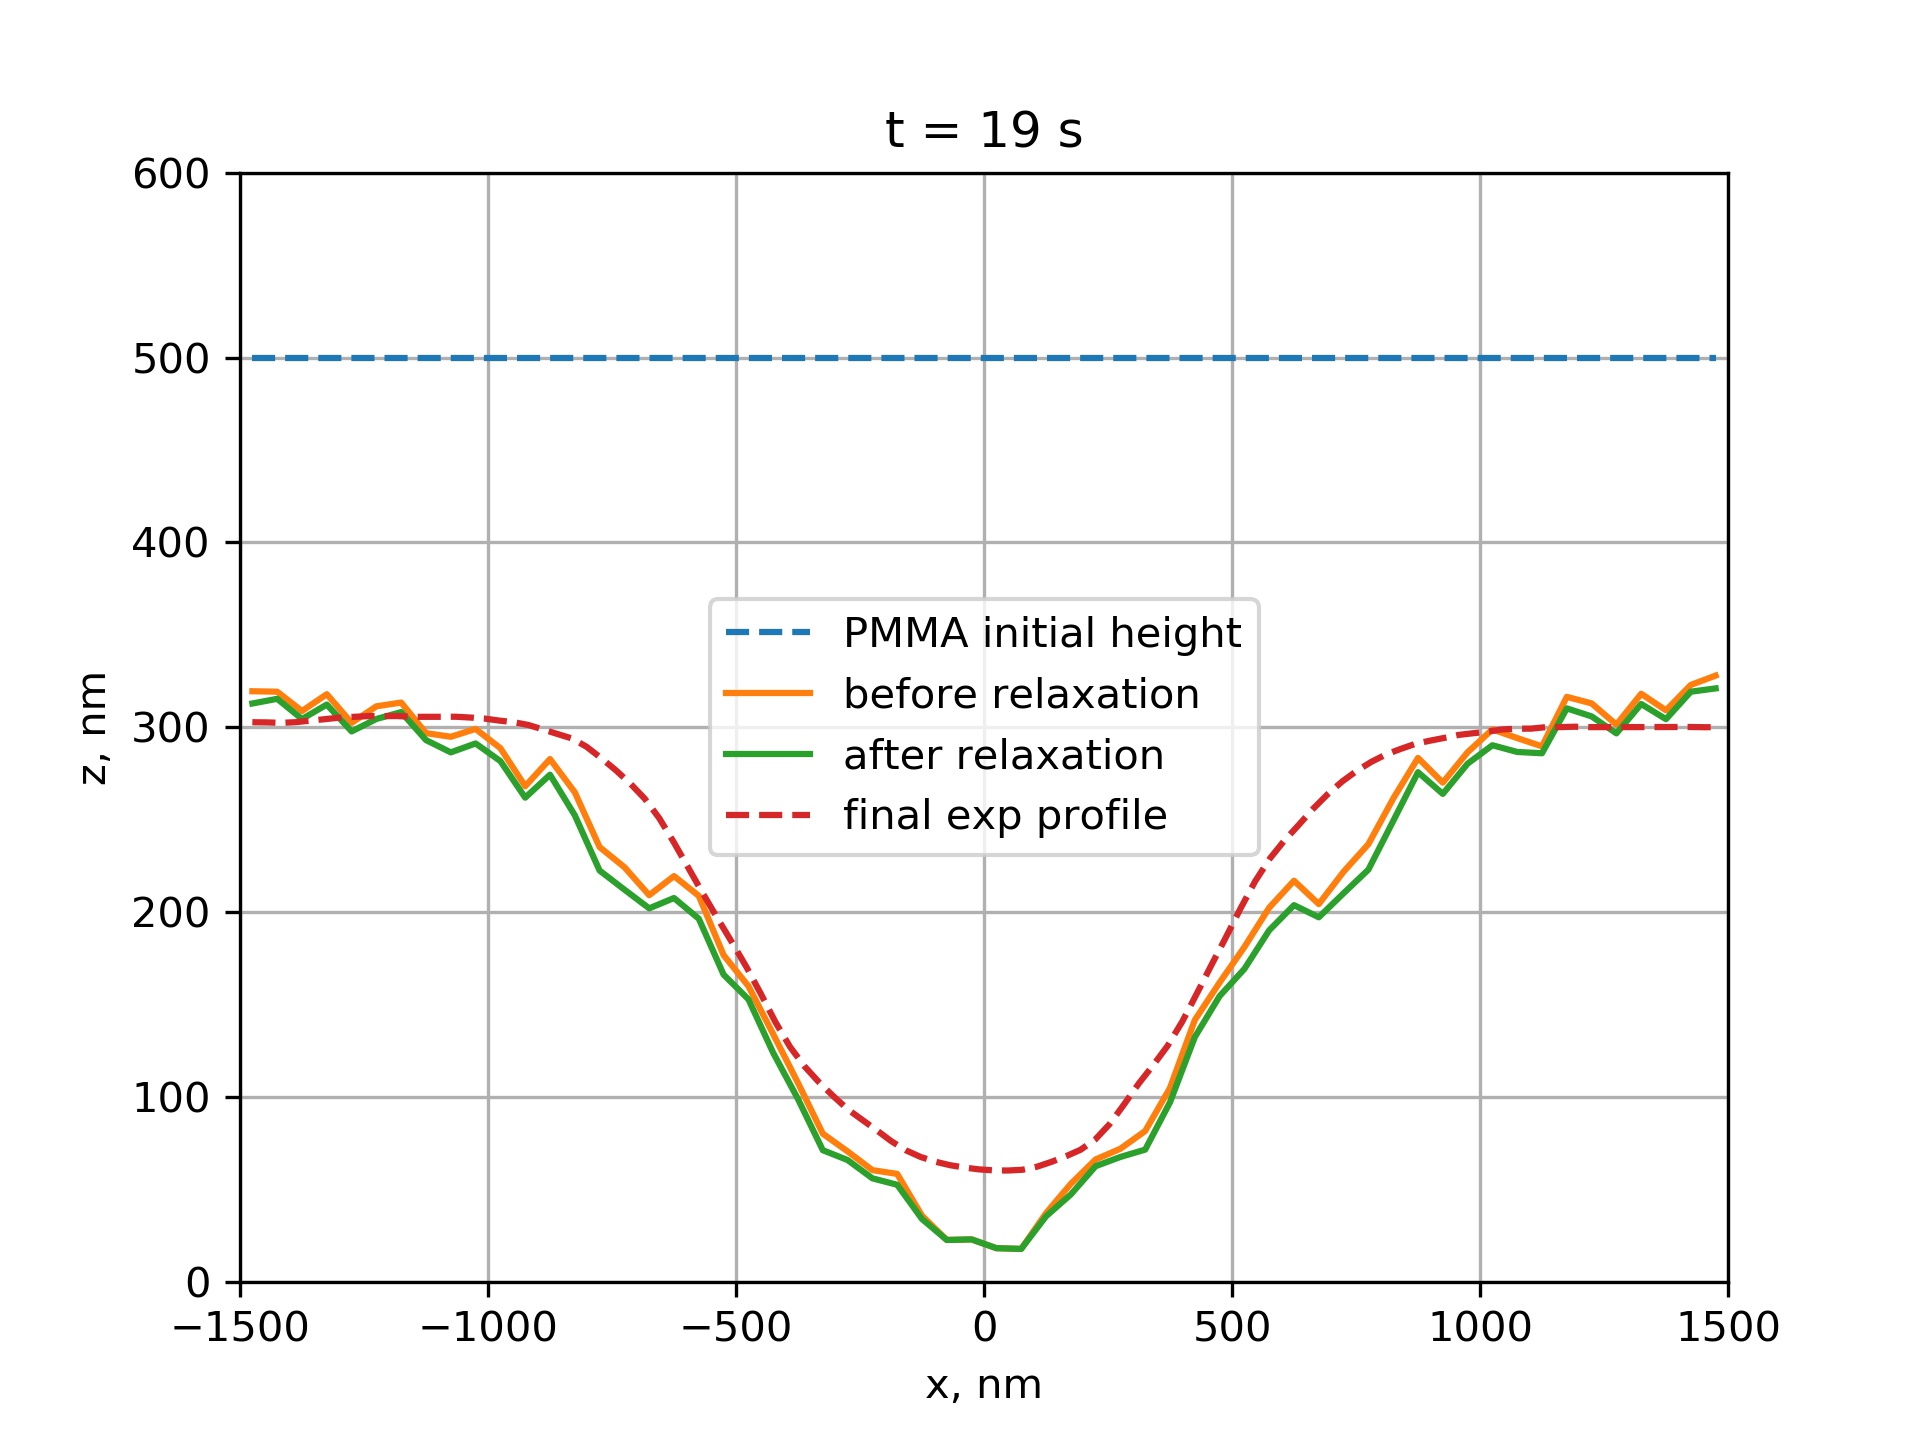 t = 19 s
600
500
400
300
200
100
0
z, nm
PMMA initial height
before relaxation
after relaxation
final exp profile
−1500 −1000 −500 0 500 1000 1500
x, nm